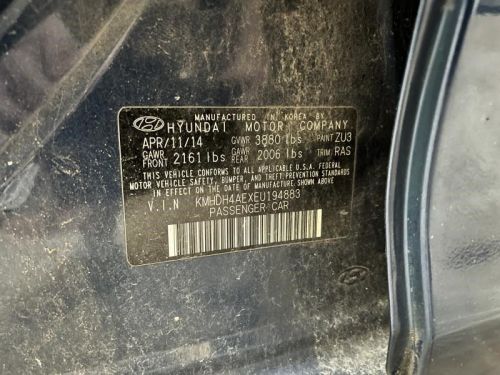 MANUFACTURED IN KOREA BY
HYUNDAI MOTOR COMPANY
APR/11/14 GVWR 3880 lbs PAINT ZU3
GAWR FRONT 2161 lbs GAWR REAR 2006 lbs TRIM RAS
THIS VEHICLE CONFORMS TO ALL APPLICABLE U.S.A. FEDERAL
MOTOR VEHICLE SAFETY, BUMPER, AND THEFT PREVENTION
STANDARDS IN EFFECT ON THE DATE OF MANUFACTURE
SHOWN ABOVE.
V.I.N KMHDH4AEXEU194883
PASSENGER CAR